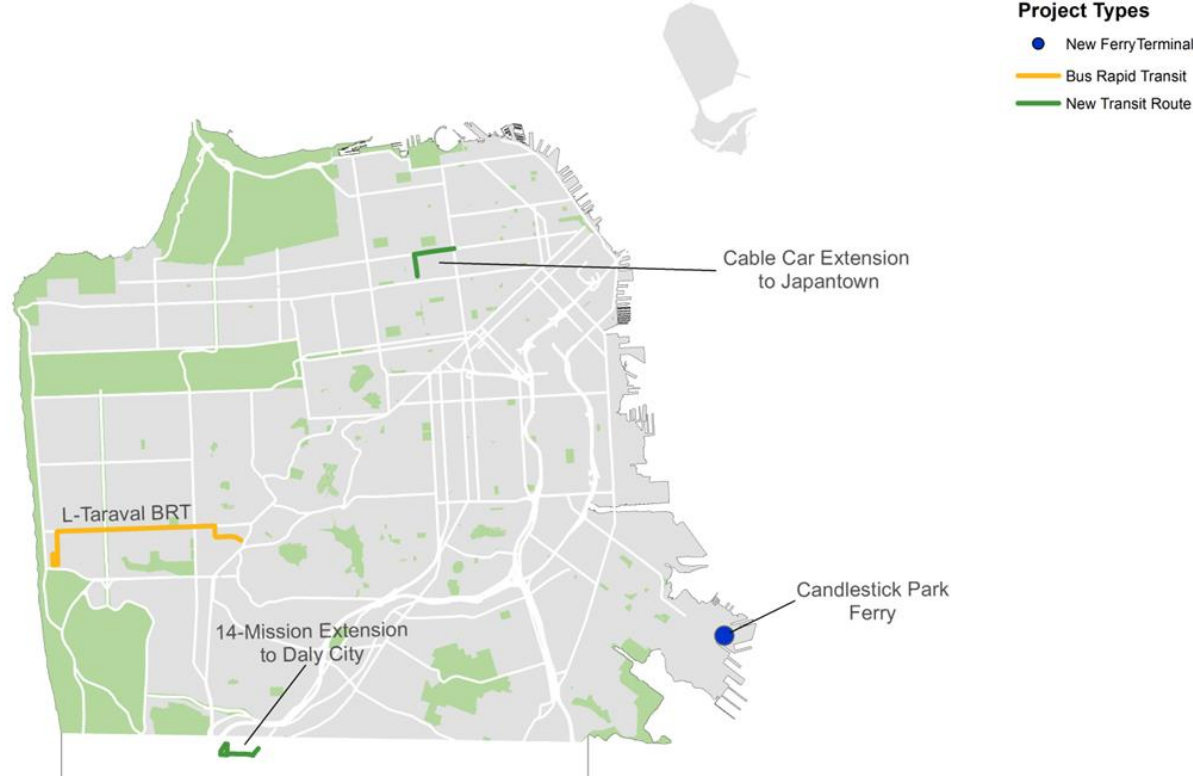 Project Types
New FerryTerminal
Bus Rapid Transit
New Transit Route
Cable Car Extension
to Japantown
L-Taraval BRT
Candlestick Park
Ferry
14-Mission Extension
to Daly City